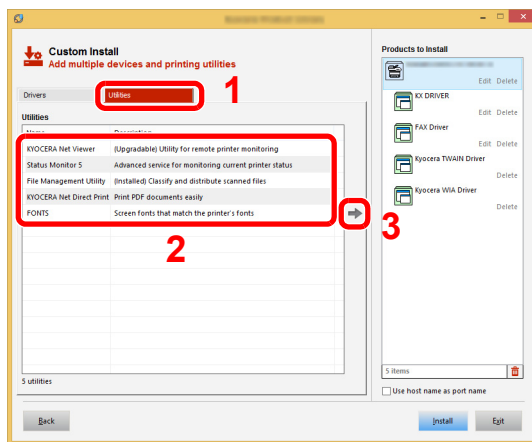 Custom Install
Add multiple devices and printing utilities
1
Drivers
Utilities
Utilities
Name Description
KYOCERA Net Viewer (Upgradable) Utility for remote printer monitoring
Status Monitor 5 Advanced service for monitoring current printer status
File Management Utility (Installed) Classify and distribute scanned files
KYOCERA Net Direct Print Print PDF documents easily
FONTS Screen fonts that match the printer's fonts
2
3
5 utilities
Products to Install
Edit Delete
KX DRIVER
Edit Delete
FAX Driver
Edit Delete
Kyocera TWAIN Driver
Delete
Kyocera WIA Driver
Delete
5 items
Use host name as port name
Back
Install
Exit